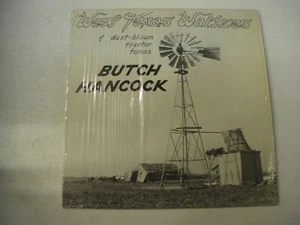 West Texas Waltzes
& dust-blown
tractor
tunes
BUTCH
HANCOCK